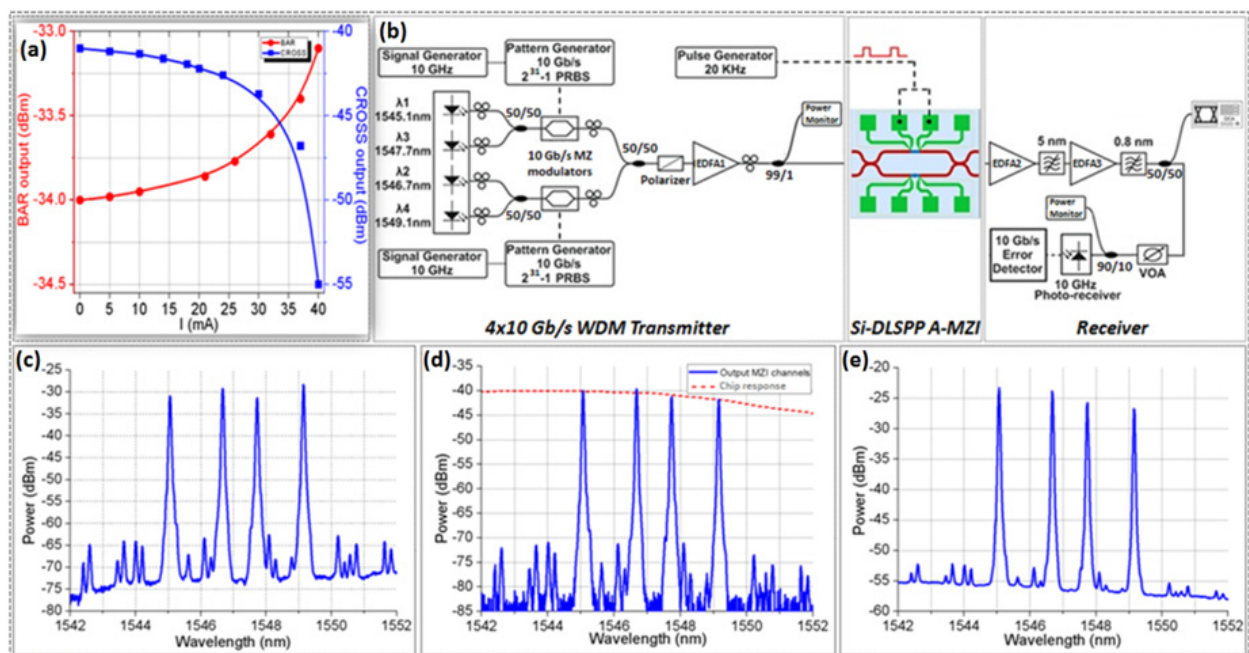 (a)
BAR
CROSS
-33.0
-33.5
-34.0
-34.5
BAR output (dBm)
-40
-45
-50
-55
CROSS output (dBm)
0 5 10 15 20 25 30 35 40
I (mA)
(b)
Signal Generator
10 GHz
Pattern Generator
10 Gb/s
2³¹-1 PRBS
λ1
1545.1nm
λ3
1547.7nm
λ2
1546.7nm
λ4
1549.1nm
50/50
10 Gb/s MZ
modulators
50/50
Signal Generator
10 GHz
Pattern Generator
10 Gb/s
2³¹-1 PRBS
50/50
Polarizer
EDFA1
99/1
Power
Monitor
Pulse Generator
20 KHz
EDFA2
5 nm
EDFA3
0.8 nm
50/50
Power
Monitor
10 Gb/s
Error
Detector
90/10
VOA
10 GHz
Photo-receiver
4x10 Gb/s WDM Transmitter
Si-DLSPP A-MZI
Receiver
(c)
-25
-30
-35
-40
-45
-50
-55
-60
-65
-70
-75
-80
Power (dBm)
1542 1544 1546 1548 1550 1552
Wavelength (nm)
(d)
Output MZI channels
Chip response
-35
-40
-45
-50
-55
-60
-65
-70
-75
-80
-85
Power (dBm)
1542 1544 1546 1548 1550 1552
Wavelength (nm)
(e)
-20
-25
-30
-35
-40
-45
-50
-55
-60
Power (dBm)
1542 1544 1546 1548 1550 1552
Wavelength (nm)